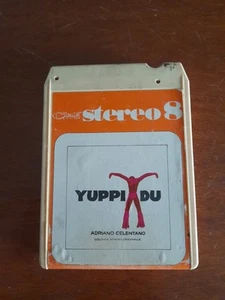 stereo 8
YUPPI DU
ADRIANO CELENTANO